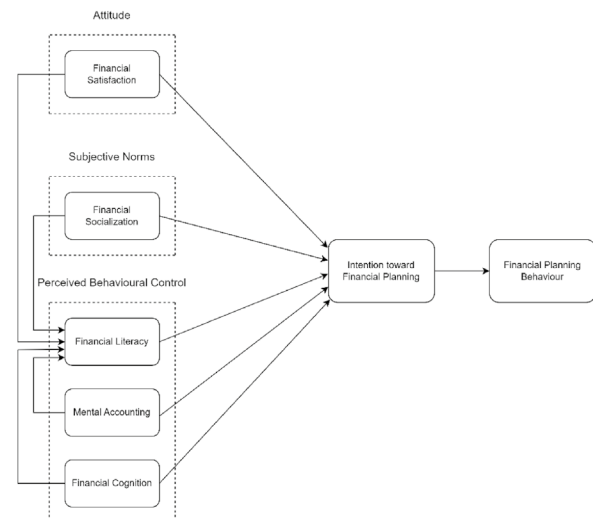 Attitude
Financial
Satisfaction
Subjective Norms
Financial
Socialization
Perceived Behavioural Control
Financial Literacy
Mental Accounting
Financial Cognition
Intention toward
Financial Planning
Financial Planning
Behaviour